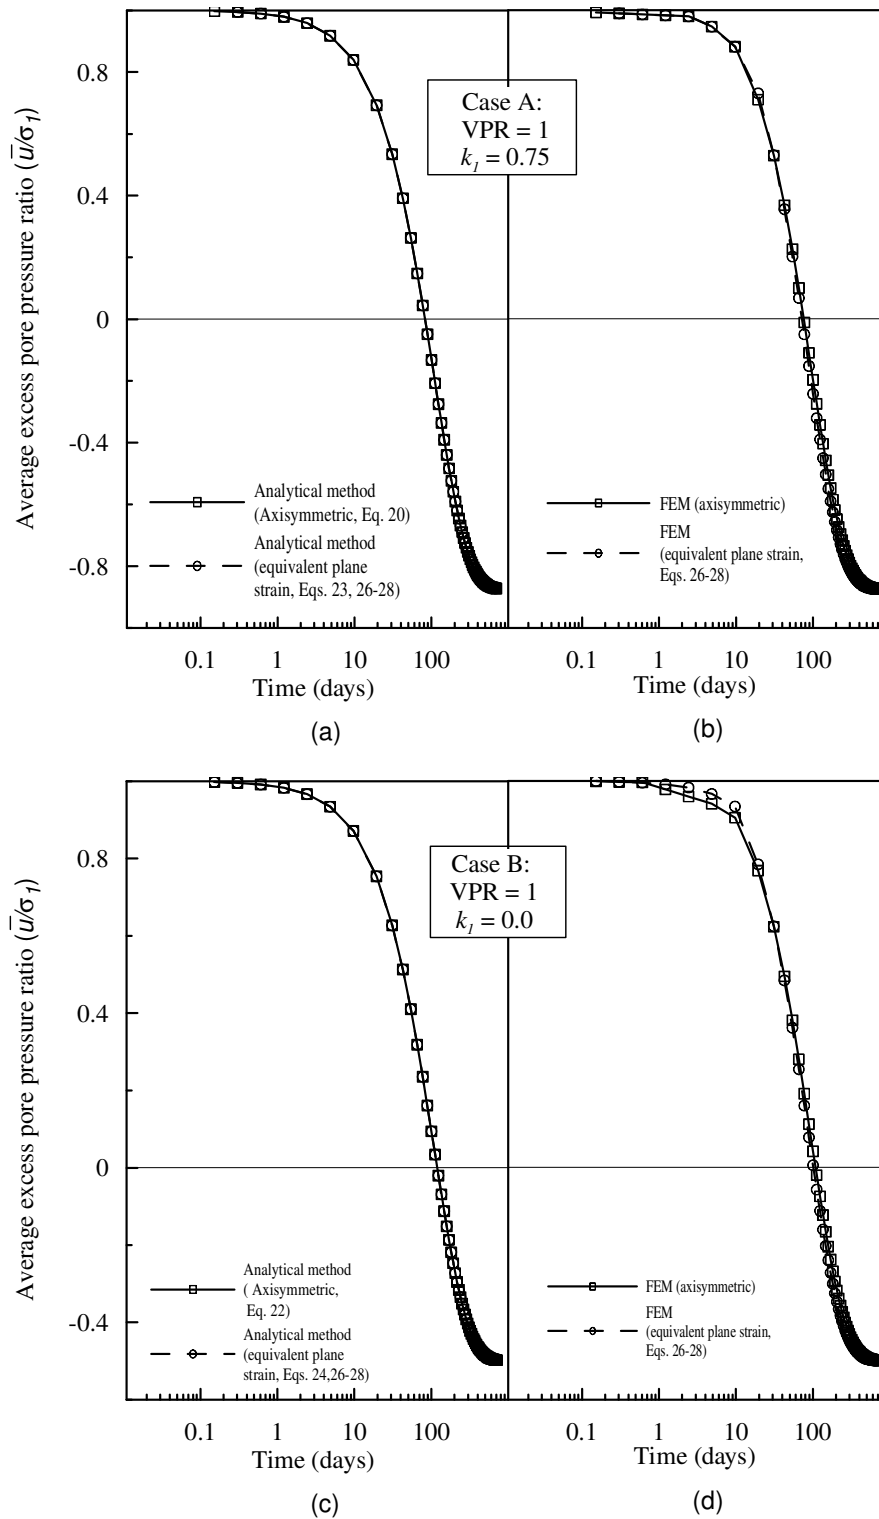 Average excess pore pressure ratio (ū/σ1)
0.8
0.4
0
-0.4
-0.8
Case A:
VPR = 1
k1 = 0.75
Analytical method
(Axisymmetric, Eq. 20)
Analytical method
(equivalent plane
strain, Eqs. 23, 26-28)
FEM (axisymmetric)
FEM
(equivalent plane strain,
Eqs. 26-28)
0.1 1 10 100
0.1 1 10 100
Time (days)
Time (days)
(a)
(b)
Average excess pore pressure ratio (ū/σ1)
0.8
0.4
0
-0.4
Case B:
VPR = 1
k1 = 0.0
Analytical method
( Axisymmetric,
Eq. 22)
Analytical method
(equivalent plane
strain, Eqs. 24,26-28)
FEM (axisymmetric)
FEM
(equivalent plane strain,
Eqs. 26-28)
0.1 1 10 100
0.1 1 10 100
Time (days)
Time (days)
(c)
(d)